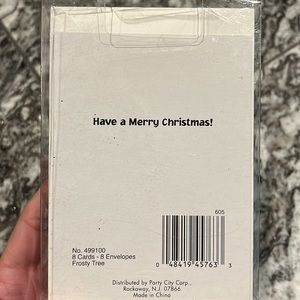 Have a Merry Christmas!
605
No. 499100
8 Cards - 8 Envelopes
Frosty Tree
0 48419 45763 3
Distributed by Party City Corp.,
Rockaway, N.J. 07866
Made in China